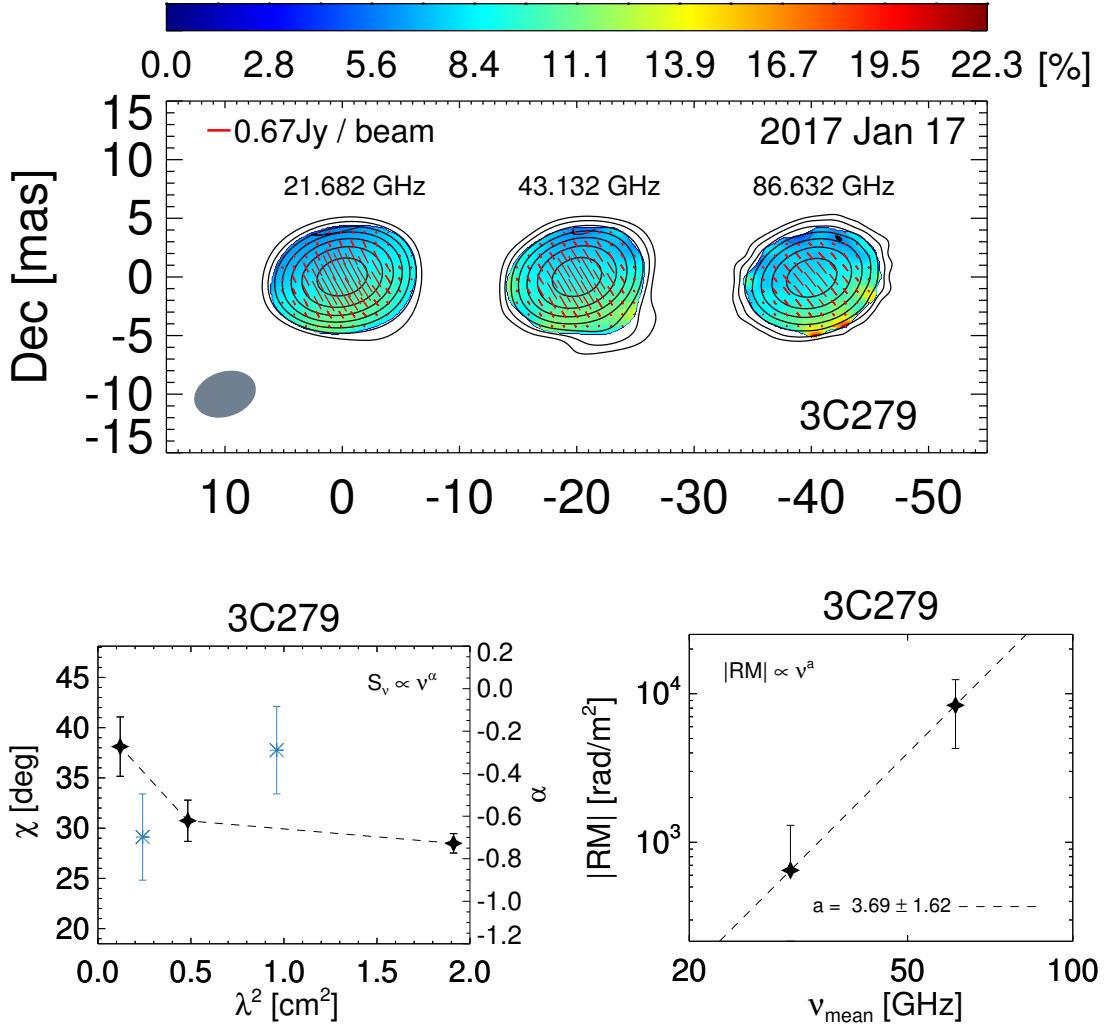 0.0 2.8 5.6 8.4 11.1 13.9 16.7 19.5 22.3 [%]
0.67Jy / beam
2017 Jan 17
21.682 GHz 43.132 GHz 86.632 GHz
15
10
5
0
-5
-10
-15
Dec [mas]
3C279
10 0 -10 -20 -30 -40 -50
3C279
S_ν ∝ ν^α
45
40
35
30
25
20
χ [deg]
0.2
0.0
-0.2
-0.4
-0.6
-0.8
-1.0
-1.2
α
0.0 0.5 1.0 1.5 2.0
λ² [cm²]
3C279
|RM| ∝ ν^a
10⁴
10³
|RM| [rad/m²]
a = 3.69 ± 1.62
20 50 100
ν_mean [GHz]